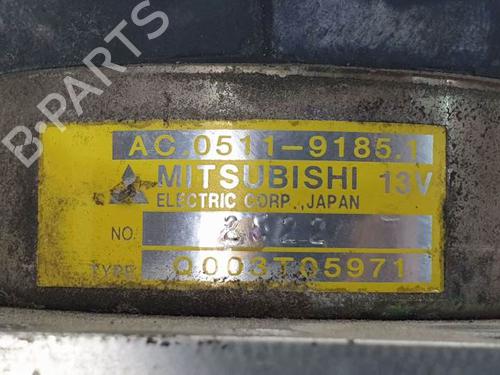 B-PARTS
AC 0511-9185.1
MITSUBISHI 13V
ELECTRIC CORP., JAPAN
NO.
TYPE Q003T05971